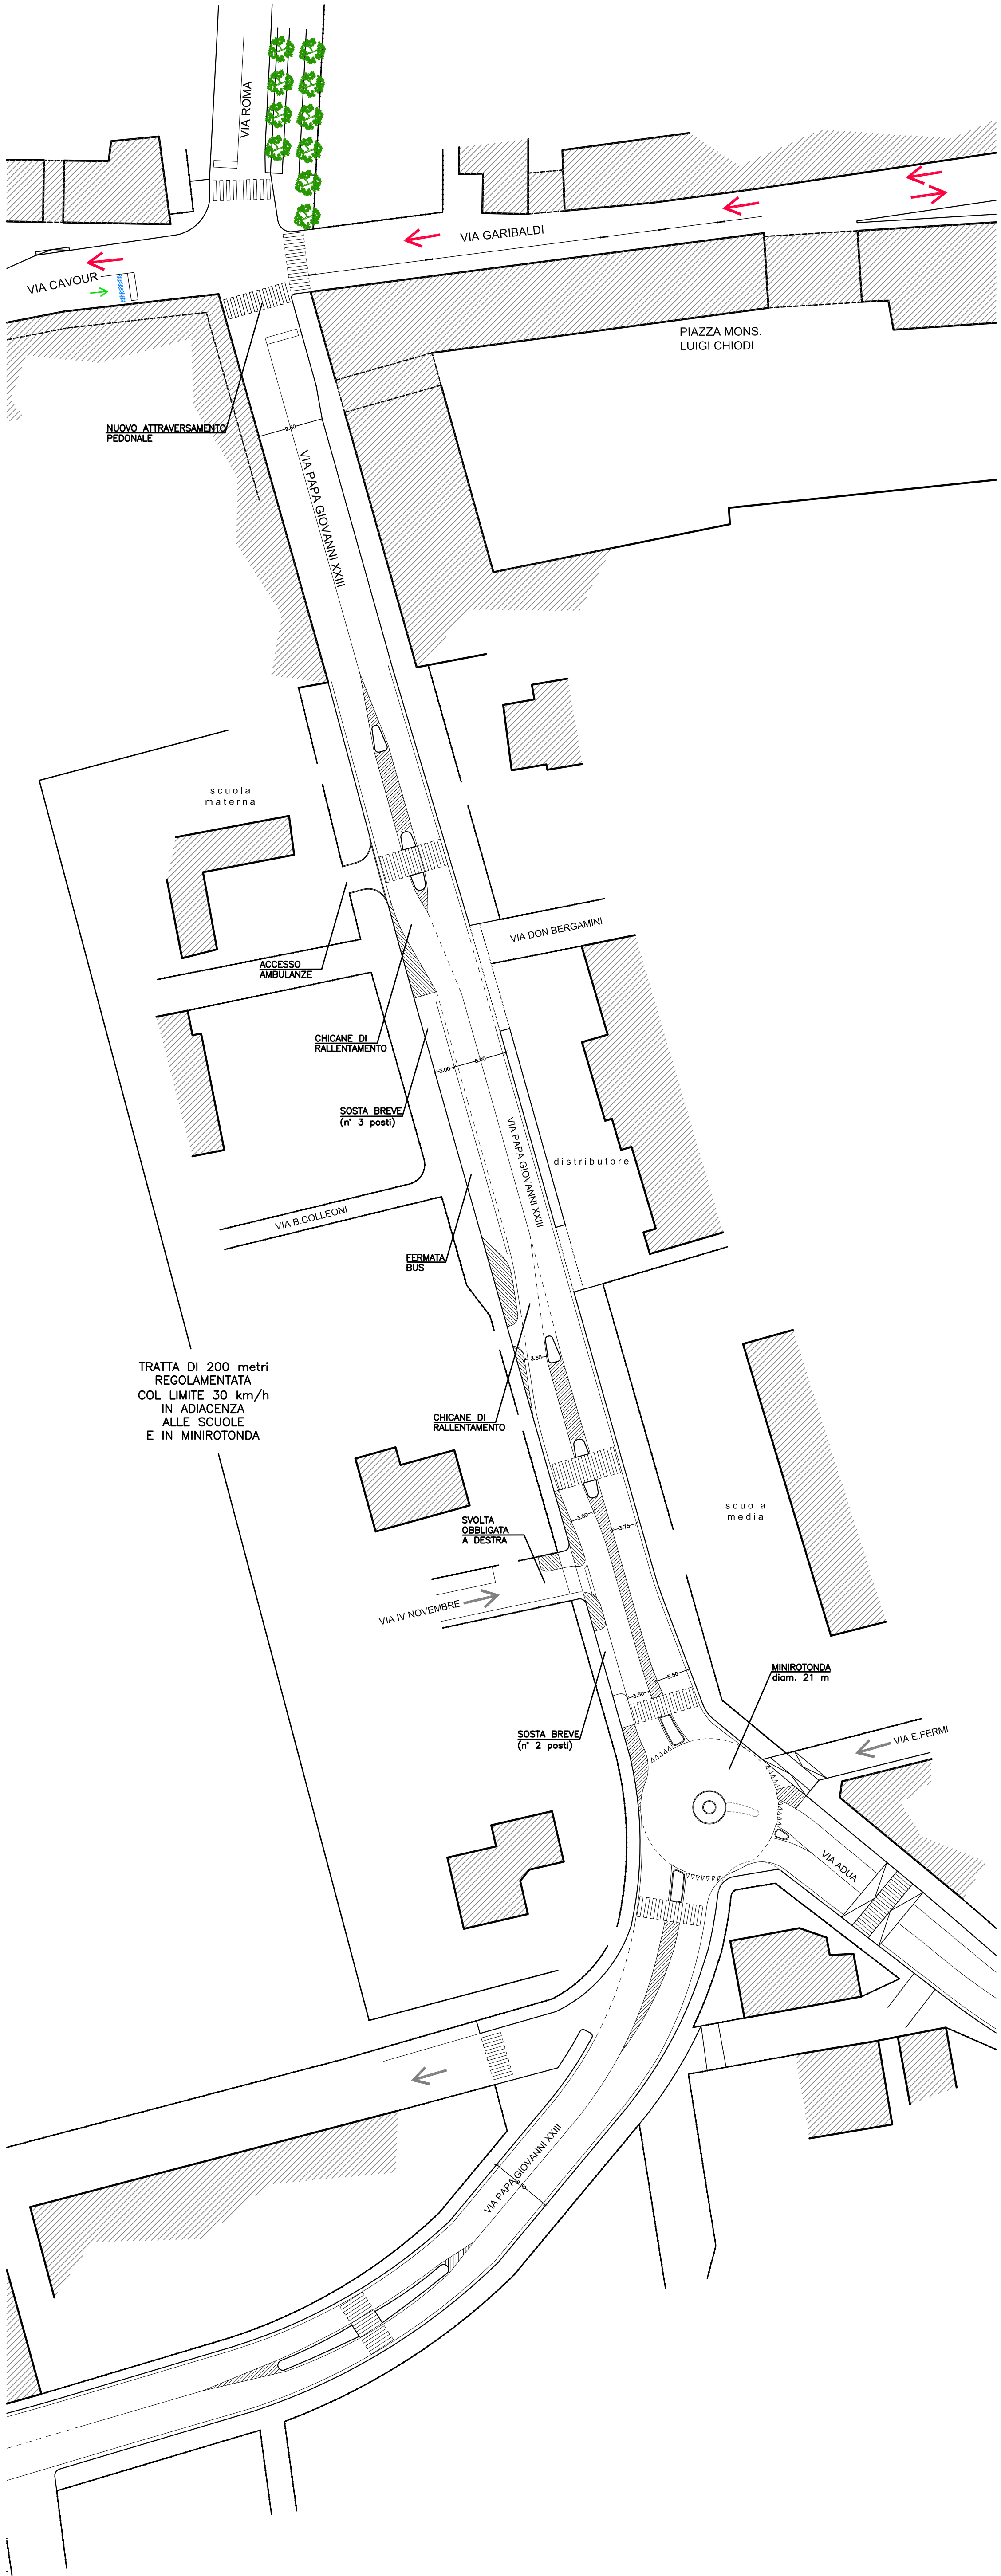 VIA ROMA
VIA GARIBALDI
VIA CAVOUR
PIAZZA MONS.
LUIGI CHIODI
NUOVO ATTRAVERSAMENTO
PEDONALE
9.80
VIA PAPA GIOVANNI XXIII
scuola
materna
VIA DON BERGAMINI
ACCESSO
AMBULANZE
CHICANE DI
RALLENTAMENTO
3.00
8.00
SOSTA BREVE
(n° 3 posti)
VIA PAPA GIOVANNI XXIII
distributore
VIA B.COLLEONI
FERMATA
BUS
3.50
TRATTA DI 200 metri
REGOLAMENTATA
COL LIMITE 30 km/h
IN ADIACENZA
ALLE SCUOLE
E IN MINIROTONDA
CHICANE DI
RALLENTAMENTO
scuola
media
SVOLTA
OBBLIGATA
A DESTRA
3.50
3.75
VIA IV NOVEMBRE
MINIROTONDA
diam. 21 m
3.50
5.50
SOSTA BREVE
(n° 2 posti)
VIA E.FERMI
VIA ADUA
VIA PAPA GIOVANNI XXIII